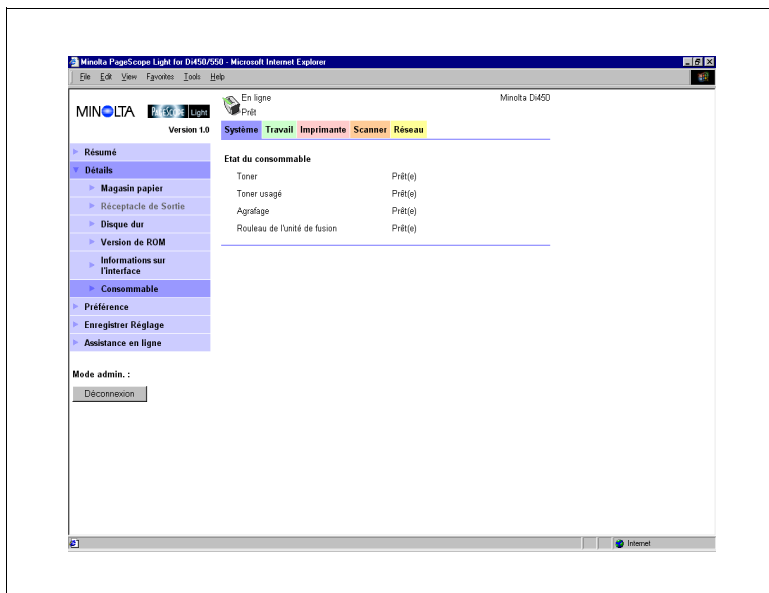 Minolta PageScope Light for Di450/550 - Microsoft Internet Explorer
File Edit View Favorites Tools Help
MINOLTA PAGESCOPE Light
Version 1.0
En ligne
Prêt
Minolta Di450
Système Travail Imprimante Scanner Réseau
Résumé
Détails
Magasin papier
Réceptacle de Sortie
Disque dur
Version de ROM
Informations sur
l'interface
Consommable
Préférence
Enregistrer Réglage
Assistance en ligne
Mode admin. :
Déconnexion
Etat du consommable
Toner Prêt(e)
Toner usagé Prêt(e)
Agrafage Prêt(e)
Rouleau de l'unité de fusion Prêt(e)
Internet